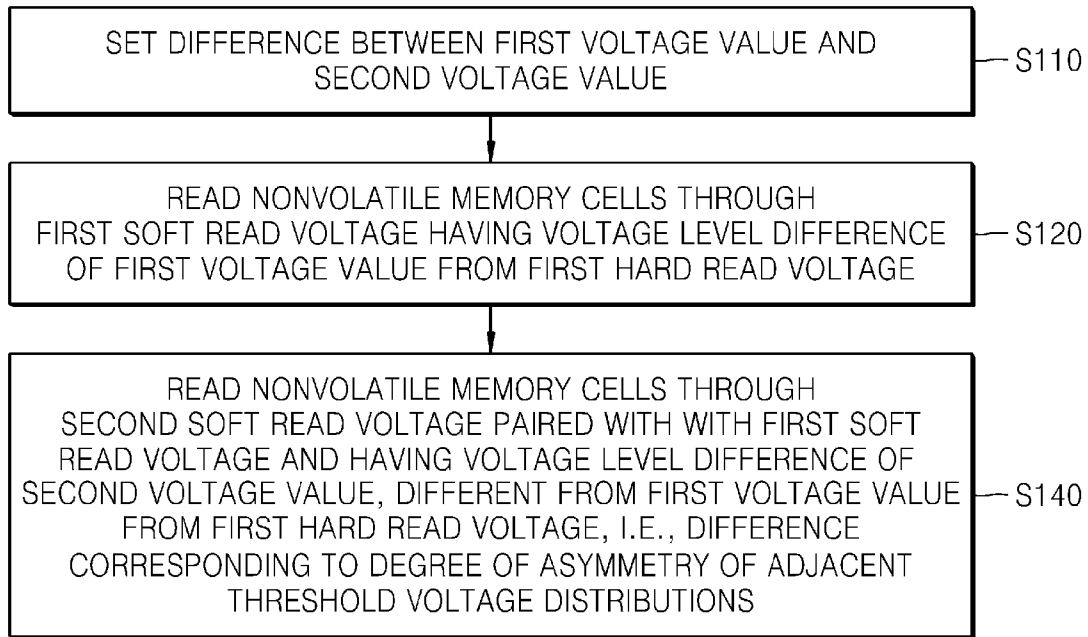 SET DIFFERENCE BETWEEN FIRST VOLTAGE VALUE AND
SECOND VOLTAGE VALUE
S110
READ NONVOLATILE MEMORY CELLS THROUGH
FIRST SOFT READ VOLTAGE HAVING VOLTAGE LEVEL DIFFERENCE
OF FIRST VOLTAGE VALUE FROM FIRST HARD READ VOLTAGE
S120
READ NONVOLATILE MEMORY CELLS THROUGH
SECOND SOFT READ VOLTAGE PAIRED WITH WITH FIRST SOFT
READ VOLTAGE AND HAVING VOLTAGE LEVEL DIFFERENCE OF
SECOND VOLTAGE VALUE, DIFFERENT FROM FIRST VOLTAGE VALUE
FROM FIRST HARD READ VOLTAGE, I.E., DIFFERENCE
CORRESPONDING TO DEGREE OF ASYMMETRY OF ADJACENT
THRESHOLD VOLTAGE DISTRIBUTIONS
S140